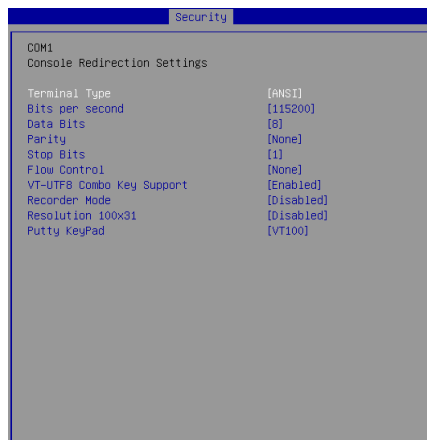 Security
COM1
Console Redirection Settings
Terminal Type [ANSI]
Bits per second [115200]
Data Bits [8]
Parity [None]
Stop Bits [1]
Flow Control [None]
VT-UTF8 Combo Key Support [Enabled]
Recorder Mode [Disabled]
Resolution 100x31 [Disabled]
Putty KeyPad [VT100]